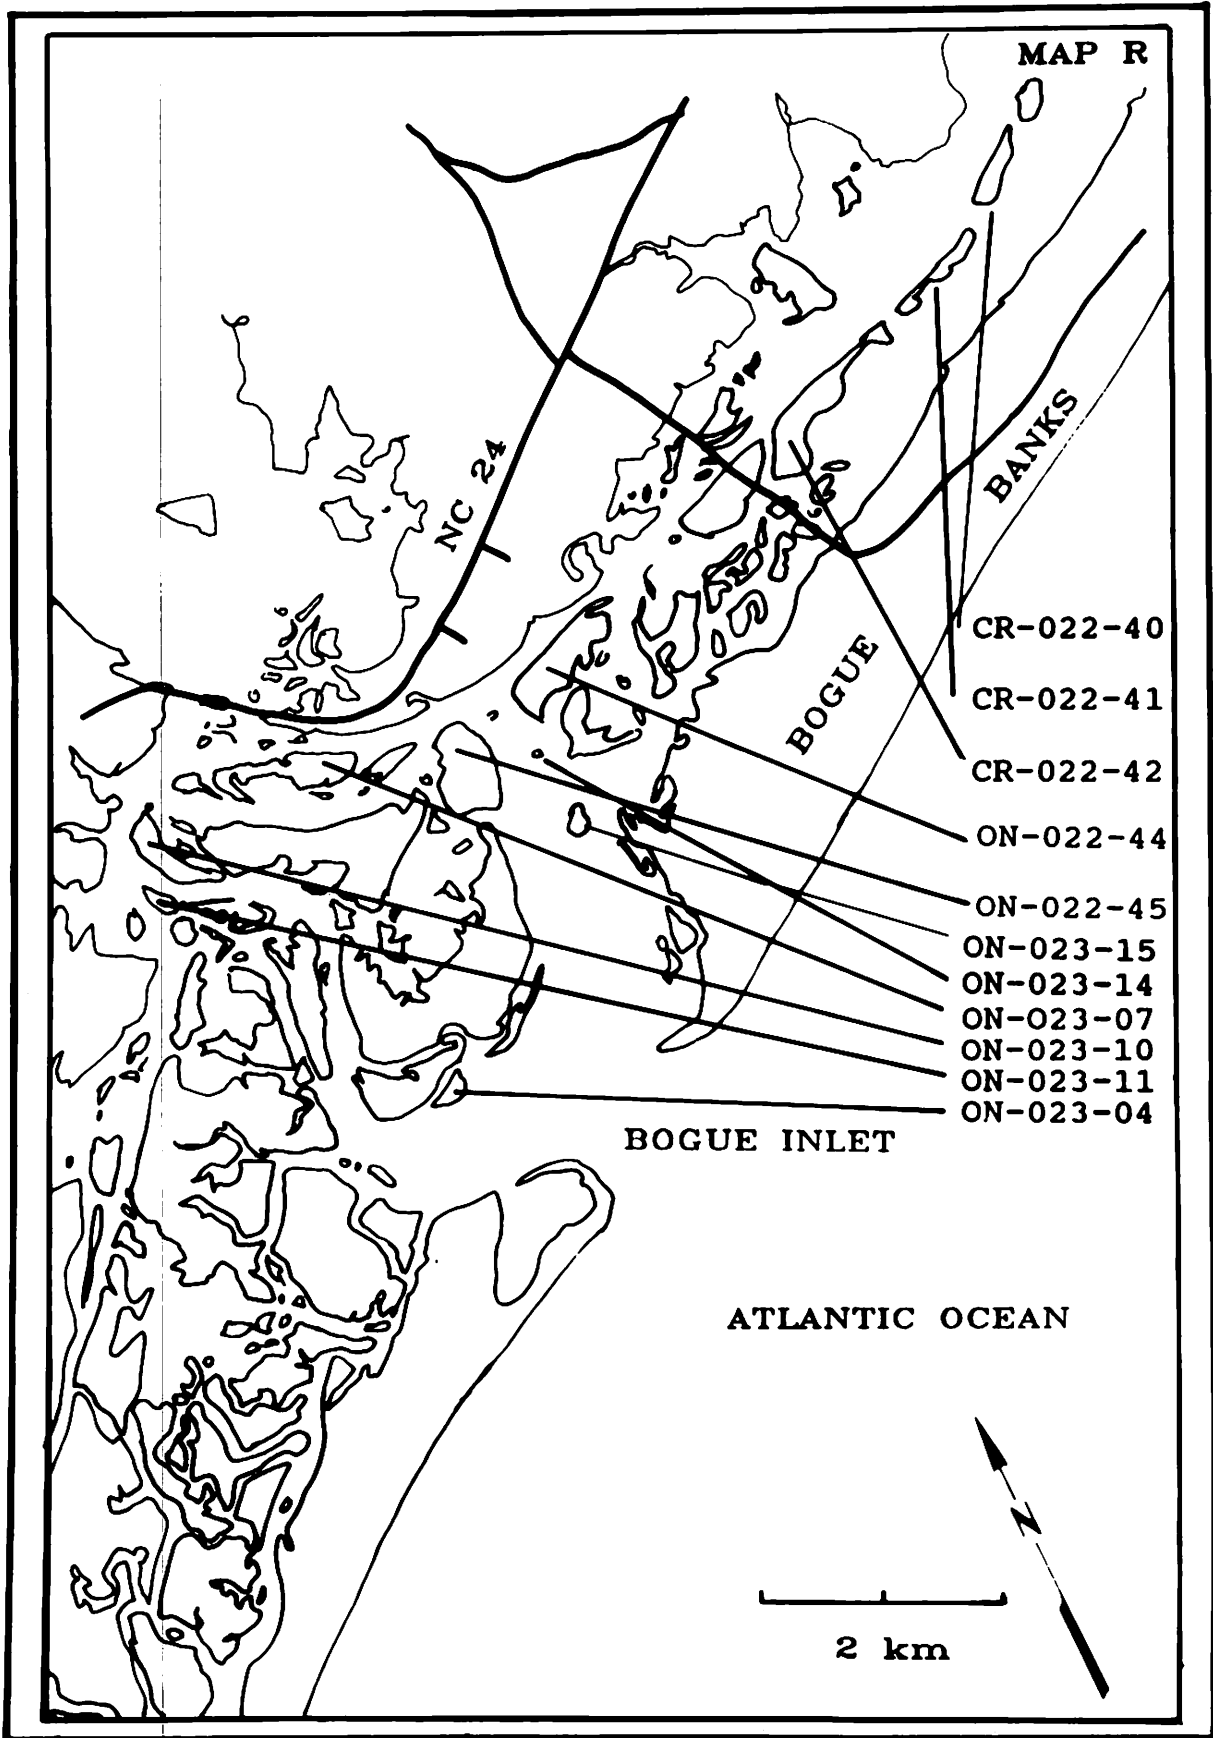 MAP R
NC 24
BANKS
BOGUE
CR-022-40
CR-022-41
CR-022-42
ON-022-44
ON-022-45
ON-023-15
ON-023-14
ON-023-07
ON-023-10
ON-023-11
ON-023-04
BOGUE INLET
ATLANTIC OCEAN
N
2 km